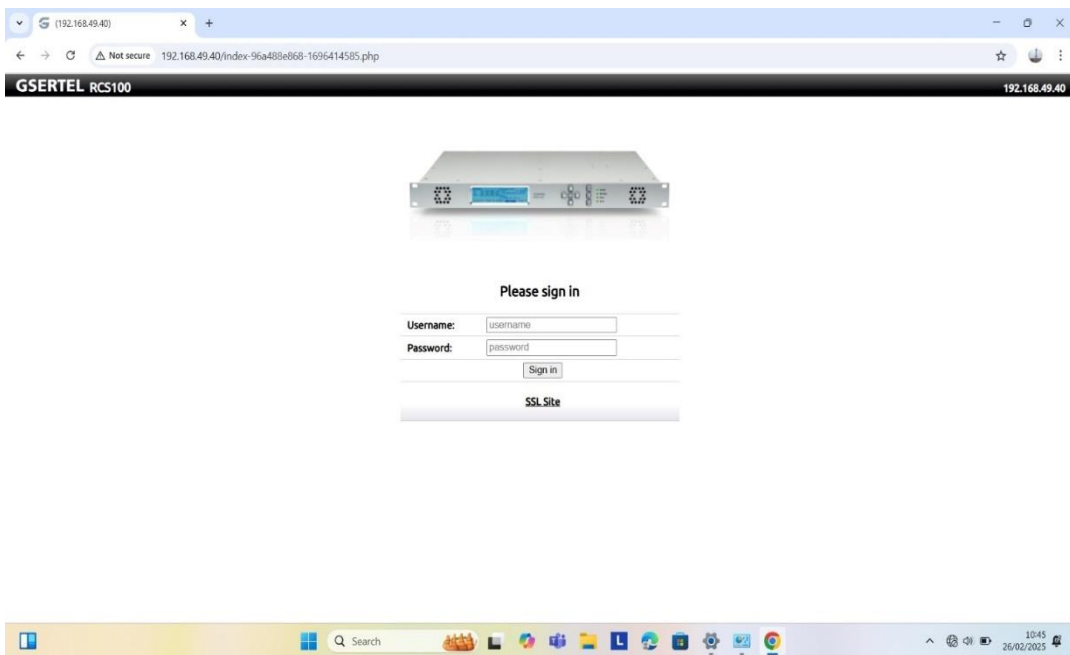 (192.168.49.40)
Not secure 192.168.49.40/index-96a488e868-1696414585.php
GSERTEL RCS100 192.168.49.40
Please sign in
Username: username
Password: password
Sign in
SSL Site
Search
10:45
26/02/2025